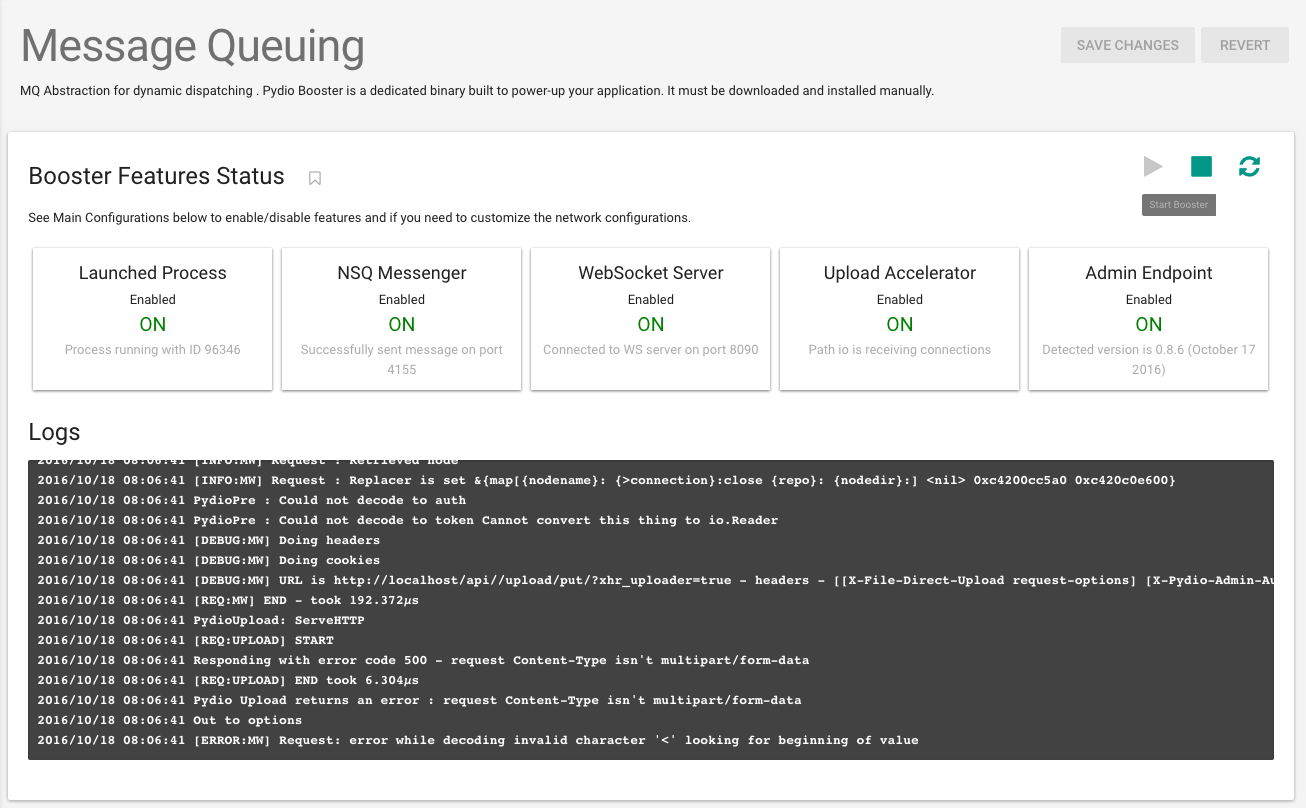 Message Queuing
SAVE CHANGES
REVERT
MQ Abstraction for dynamic dispatching . Pydio Booster is a dedicated binary built to power-up your application. It must be downloaded and installed manually.
Booster Features Status
Start Booster
See Main Configurations below to enable/disable features and if you need to customize the network configurations.
Launched Process
Enabled
ON
Process running with ID 96346
NSQ Messenger
Enabled
ON
Successfully sent message on port
4155
WebSocket Server
Enabled
ON
Connected to WS server on port 8090
Upload Accelerator
Enabled
ON
Path io is receiving connections
Admin Endpoint
Enabled
ON
Detected version is 0.8.6 (October 17
2016)
Logs
2016/10/18 08:06:41 [INFO:MW] Request : Retrieved node
2016/10/18 08:06:41 [INFO:MW] Request : Replacer is set &{map[{nodename}: {>connection}:close {repo}: {nodedir}:] <nil> 0xc4200cc5a0 0xc420c0e600}
2016/10/18 08:06:41 PydioPre : Could not decode to auth
2016/10/18 08:06:41 PydioPre : Could not decode to token Cannot convert this thing to io.Reader
2016/10/18 08:06:41 [DEBUG:MW] Doing headers
2016/10/18 08:06:41 [DEBUG:MW] Doing cookies
2016/10/18 08:06:41 [DEBUG:MW] URL is http://localhost/api//upload/put/?xhr_uploader=true - headers - [[X-File-Direct-Upload request-options] [X-Pydio-Admin-Au
2016/10/18 08:06:41 [REQ:MW] END - took 192.372µs
2016/10/18 08:06:41 PydioUpload: ServeHTTP
2016/10/18 08:06:41 [REQ:UPLOAD] START
2016/10/18 08:06:41 Responding with error code 500 - request Content-Type isn't multipart/form-data
2016/10/18 08:06:41 [REQ:UPLOAD] END took 6.304µs
2016/10/18 08:06:41 Pydio Upload returns an error : request Content-Type isn't multipart/form-data
2016/10/18 08:06:41 Out to options
2016/10/18 08:06:41 [ERROR:MW] Request: error while decoding invalid character '<' looking for beginning of value